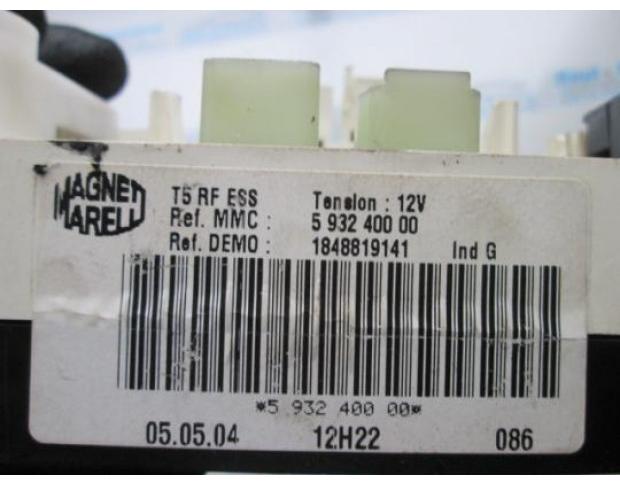 MAGNETI
MARELLI
T5 RF ESS Tension : 12V
Ref. MMC : 5 932 400 00
Ref. DEMO : 1848819141 Ind G
*5 932 400 00*
05.05.04 12H22 086